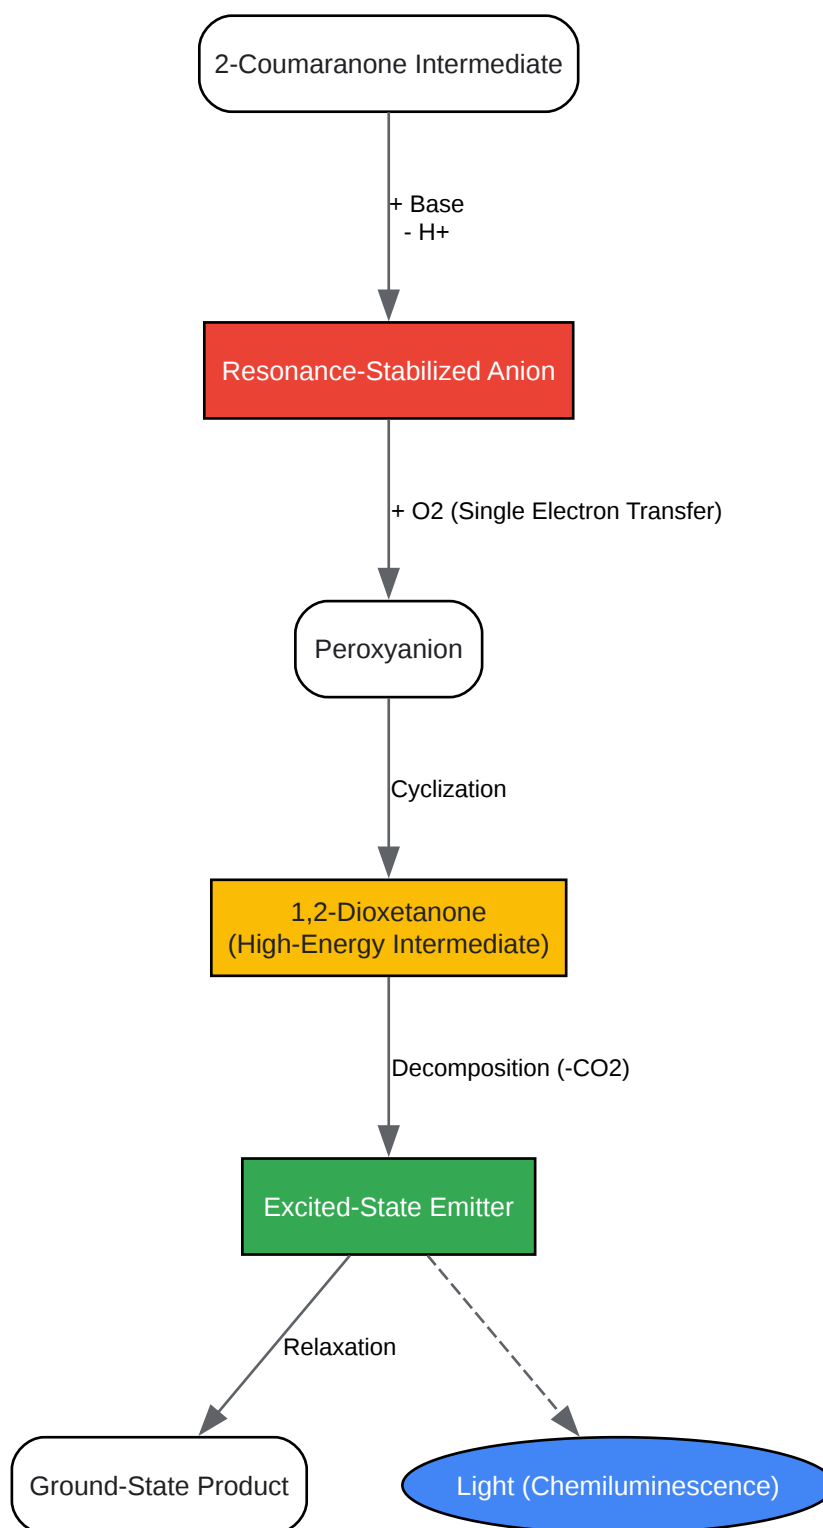 2-Coumaranone Intermediate
+ Base
- H+
Resonance-Stabilized Anion
+ O2 (Single Electron Transfer)
Peroxyanion
Cyclization
1,2-Dioxetanone
(High-Energy Intermediate)
Decomposition (-CO2)
Excited-State Emitter
Relaxation
Ground-State Product
Light (Chemiluminescence)